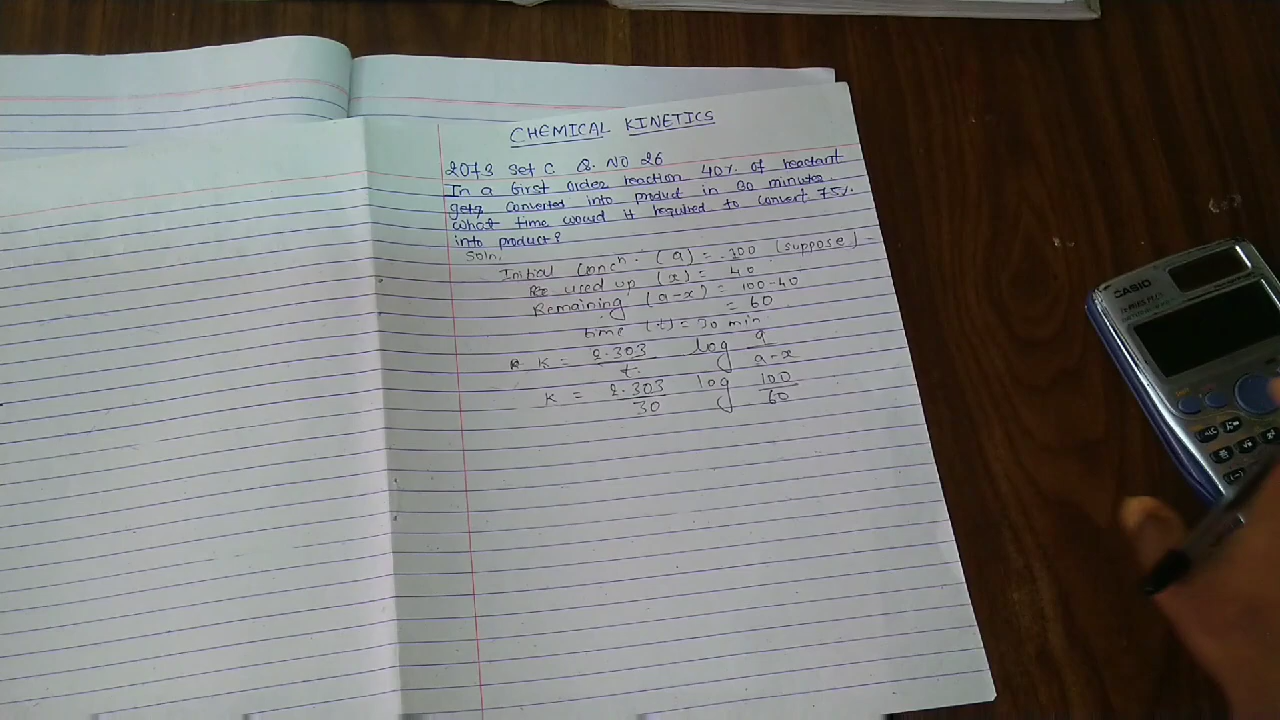 CHEMICAL KINETICS
2073 Set C Q. NO 26
In a first order reaction 40% of reactant
gets converted into product in 30 minutes.
what time would it required to convert 75%
into product?
Soln.
Initial Concn. (a) = 100 (suppose) =
used up (x) = 40
Remaining (a-x) = 100-40
= 60
time (t) = 30 min
K = 2.303/t log a/a-x
K = 2.303/30 log 100/60
CASIO